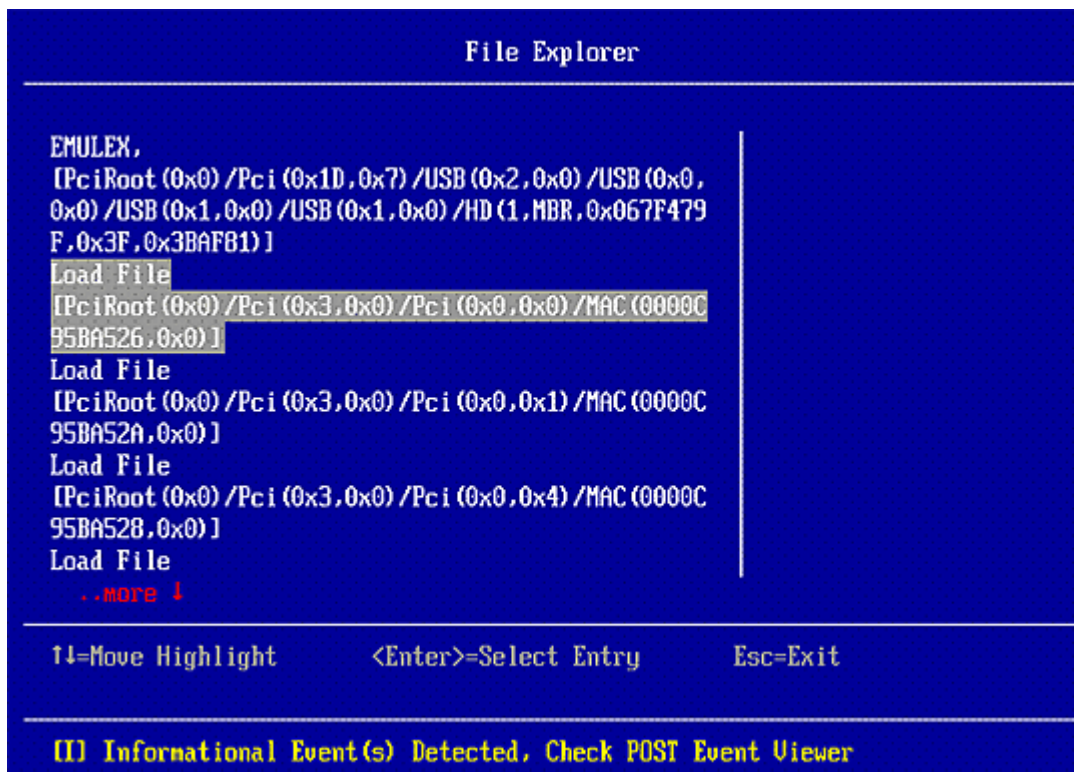 File Explorer
EMULEX,
[PciRoot(0x0)/Pci(0x1D,0x7)/USB(0x2,0x0)/USB(0x0,
0x0)/USB(0x1,0x0)/USB(0x1,0x0)/HD(1,MBR,0x067F479
F,0x3F,0x3BAF81)]
Load File
[PciRoot(0x0)/Pci(0x3,0x0)/Pci(0x0,0x0)/MAC(0000C
95BA526,0x0)]
Load File
[PciRoot(0x0)/Pci(0x3,0x0)/Pci(0x0,0x1)/MAC(0000C
95BA52A,0x0)]
Load File
[PciRoot(0x0)/Pci(0x3,0x0)/Pci(0x0,0x4)/MAC(0000C
95BA528,0x0)]
Load File
..more ↓
↑↓=Move Highlight <Enter>=Select Entry Esc=Exit
[I] Informational Event(s) Detected, Check POST Event Viewer